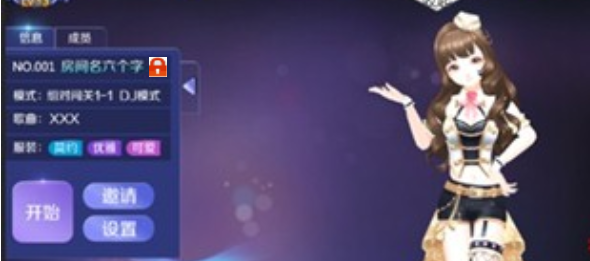 信息 成员
NO.001 房间名六个字
模式：组对闯关1-1 DJ模式
歌曲：XXX
服装：简约 优雅 可爱
邀请
开始
设置